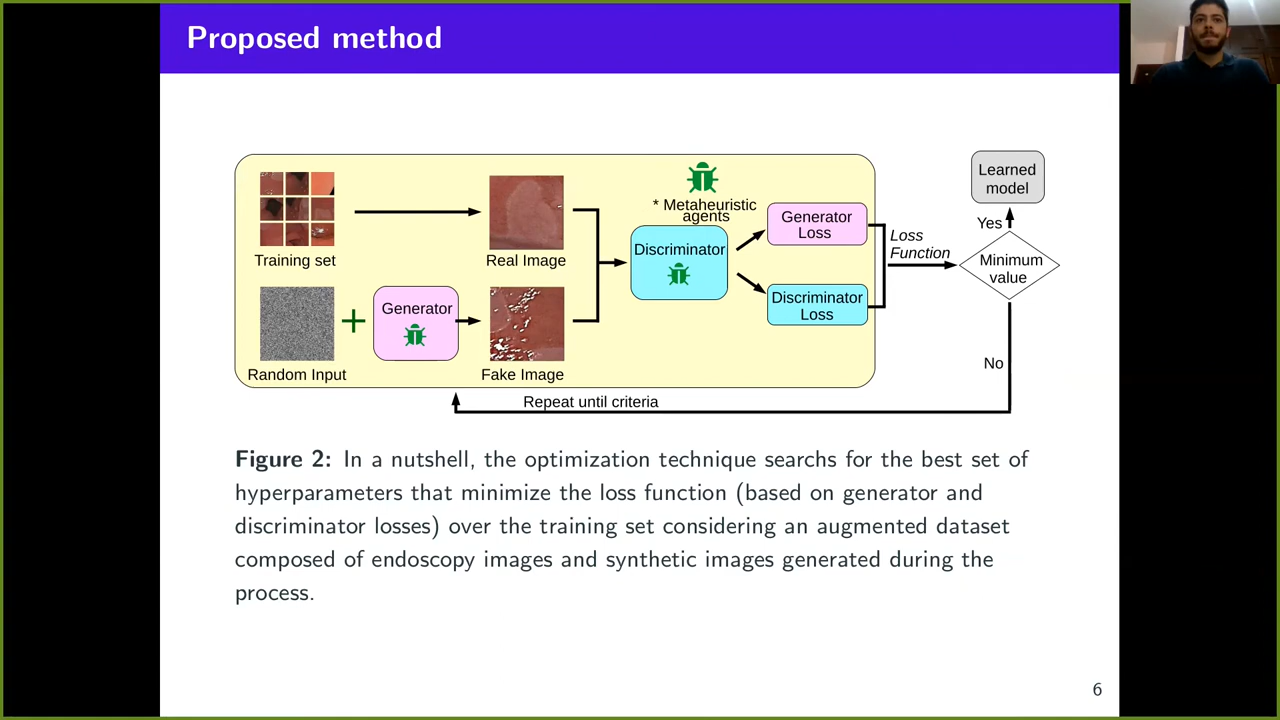 Proposed method
Training set
Real Image
Random Input
+
Generator
Fake Image
* Metaheuristic
agents
Discriminator
Generator
Loss
Discriminator
Loss
Loss
Function
Learned
model
Yes
Minimum
value
No
Repeat until criteria
Figure 2: In a nutshell, the optimization technique searchs for the best set of
hyperparameters that minimize the loss function (based on generator and
discriminator losses) over the training set considering an augmented dataset
composed of endoscopy images and synthetic images generated during the
process.
6